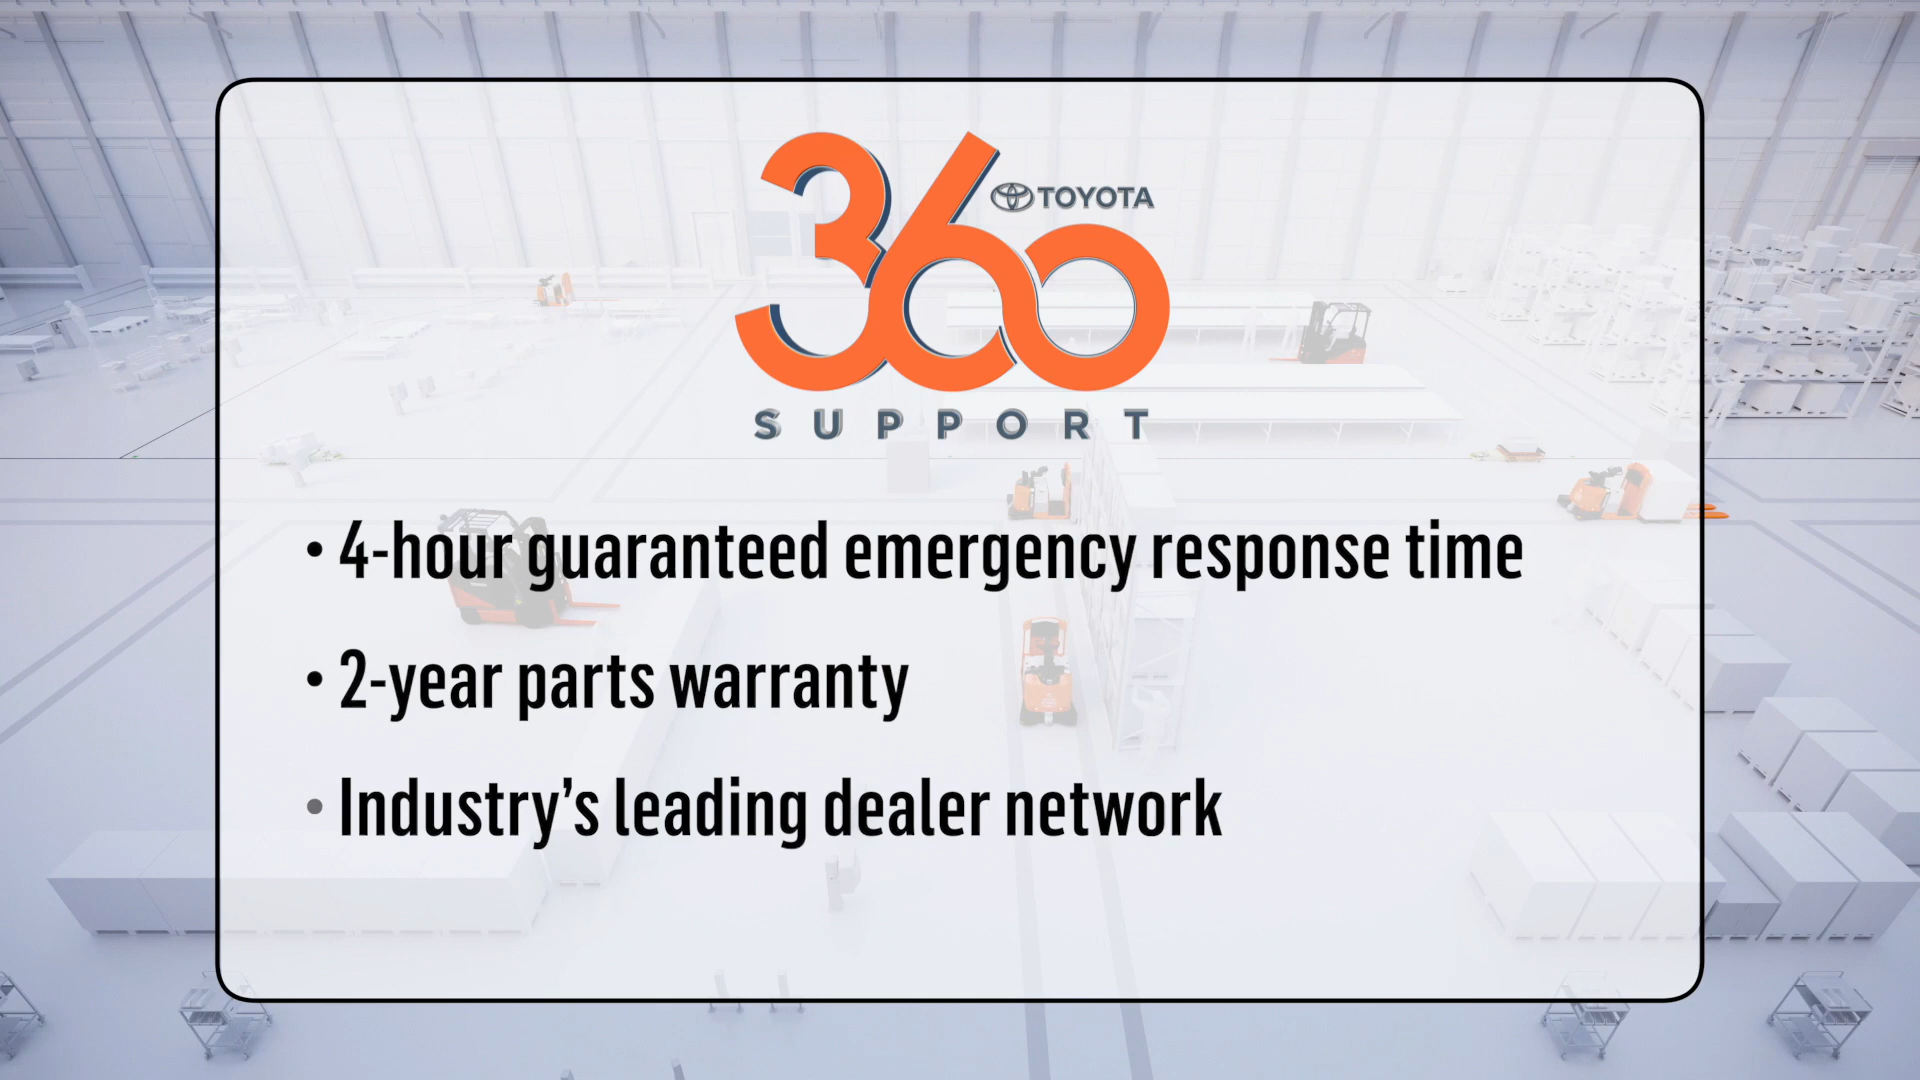 360
TOYOTA
SUPPORT
• 4-hour guaranteed emergency response time
• 2-year parts warranty
• Industry’s leading dealer network